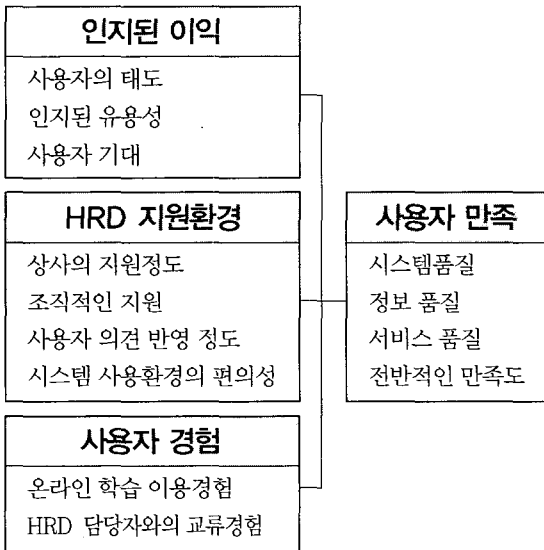 인지된 이익
사용자의 태도
인지된 유용성
사용자 기대
HRD 지원환경
상사의 지원정도
조직적인 지원
사용자 의견 반영 정도
시스템 사용환경의 편의성
사용자 경험
온라인 학습 이용경험
HRD 담당자와의 교류경험
사용자 만족
시스템품질
정보 품질
서비스 품질
전반적인 만족도